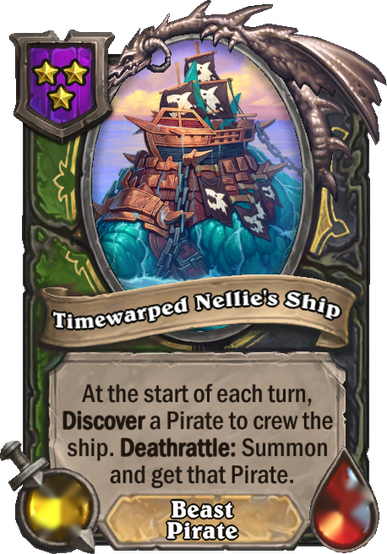 Timewarped Nellie's Ship
At the start of each turn,
Discover a Pirate to crew the
ship. Deathrattle: Summon
and get that Pirate.
Beast
Pirate